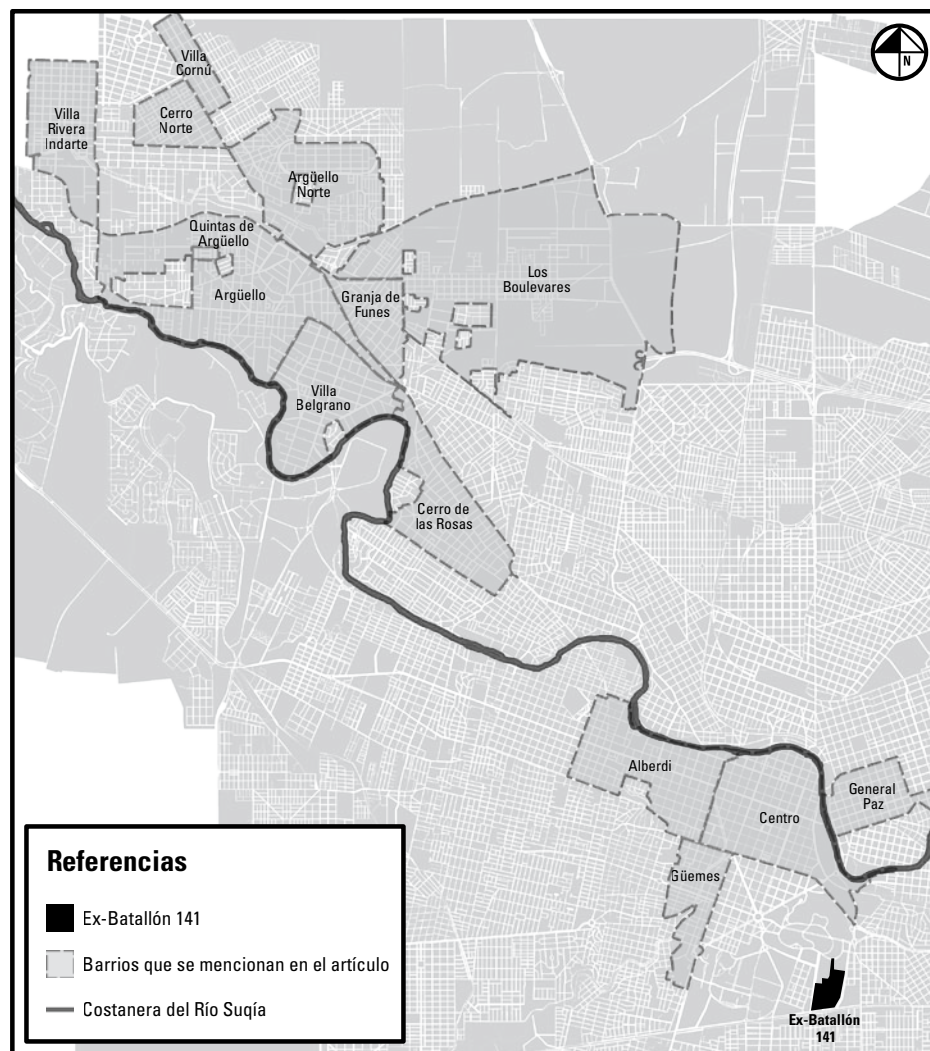 N
Villa
Cornú
Villa
Rivera
Indarte
Cerro
Norte
Argüello
Norte
Quintas de
Argüello
Argüello
Granja de
Funes
Los
Boulevares
Villa
Belgrano
Cerro de
las Rosas
Alberdi
Centro
General
Paz
Güemes
Ex-Batallón
141
Referencias
Ex-Batallón 141
Barrios que se mencionan en el artículo
Costanera del Río Suqía